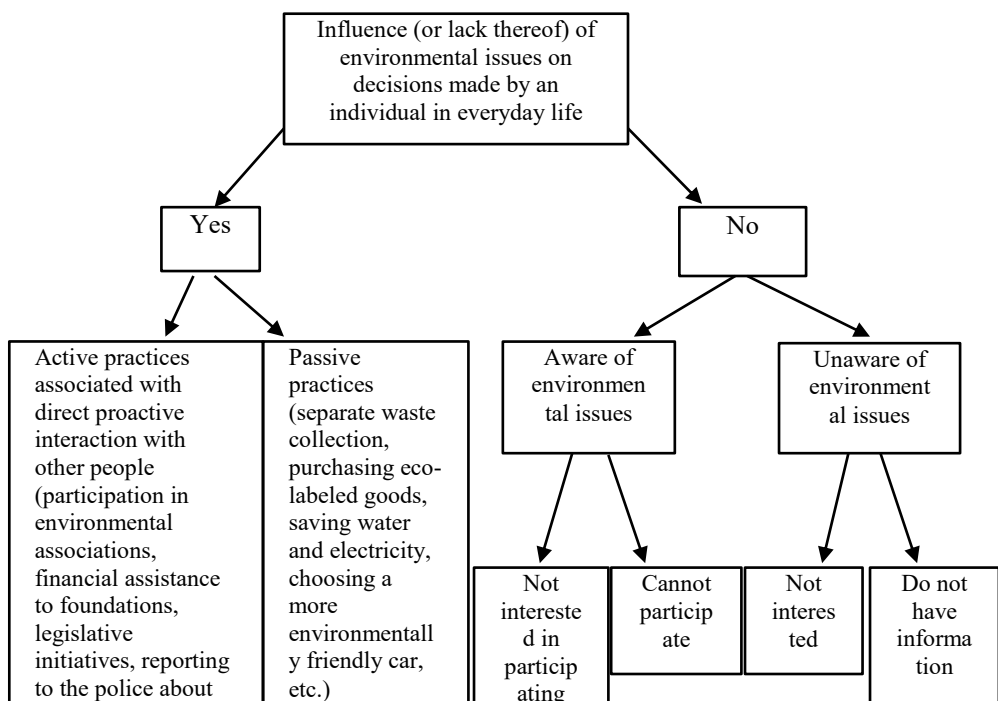 Influence (or lack thereof) of
environmental issues on
decisions made by an
individual in everyday life
Yes
No
Active practices
associated with
direct proactive
interaction with
other people
(participation in
environmental
associations,
financial assistance
to foundations,
legislative
initiatives, reporting
to the police about
Passive
practices
(separate waste
collection,
purchasing eco-
labeled goods,
saving water
and electricity,
choosing a
more
environmentall
y friendly car,
etc.)
Aware of
environmen
tal issues
Unaware of
environment
al issues
Not
intereste
d in
particip
ating
Cannot
particip
ate
Not
interes
ted
Do not
have
informa
tion